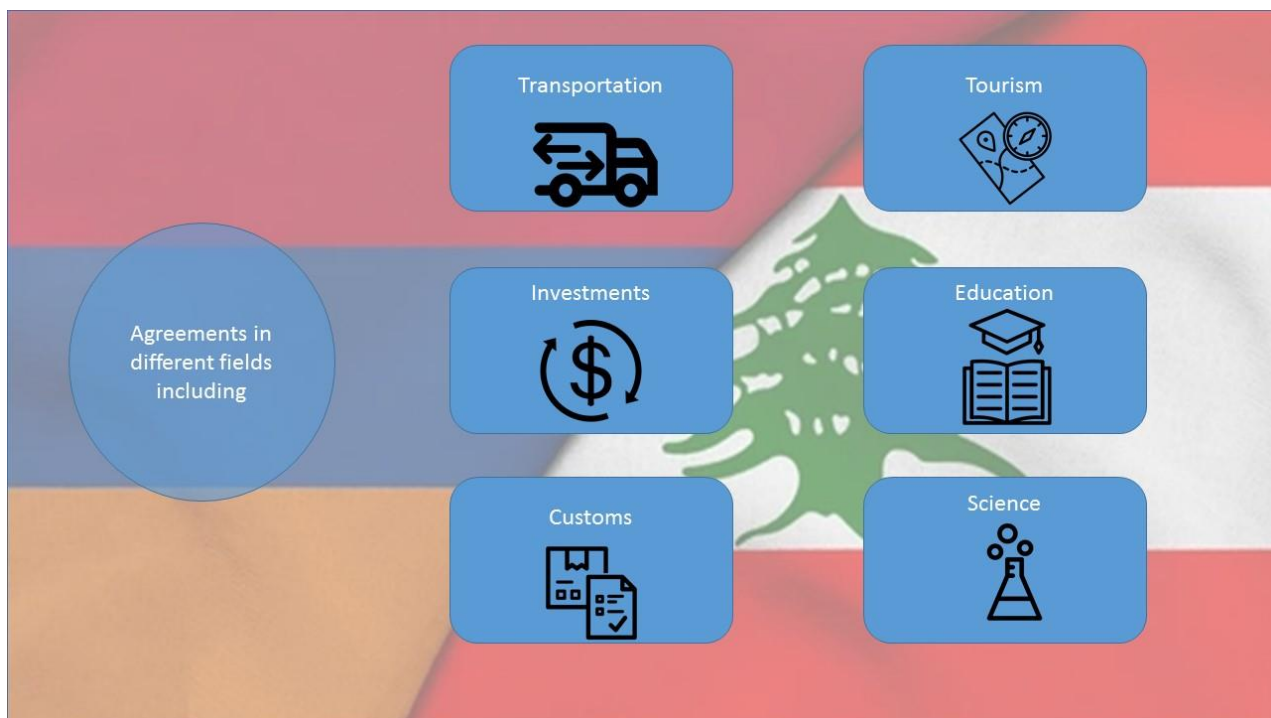 Agreements in
different fields
including
Transportation
Tourism
Investments
Education
Customs
Science